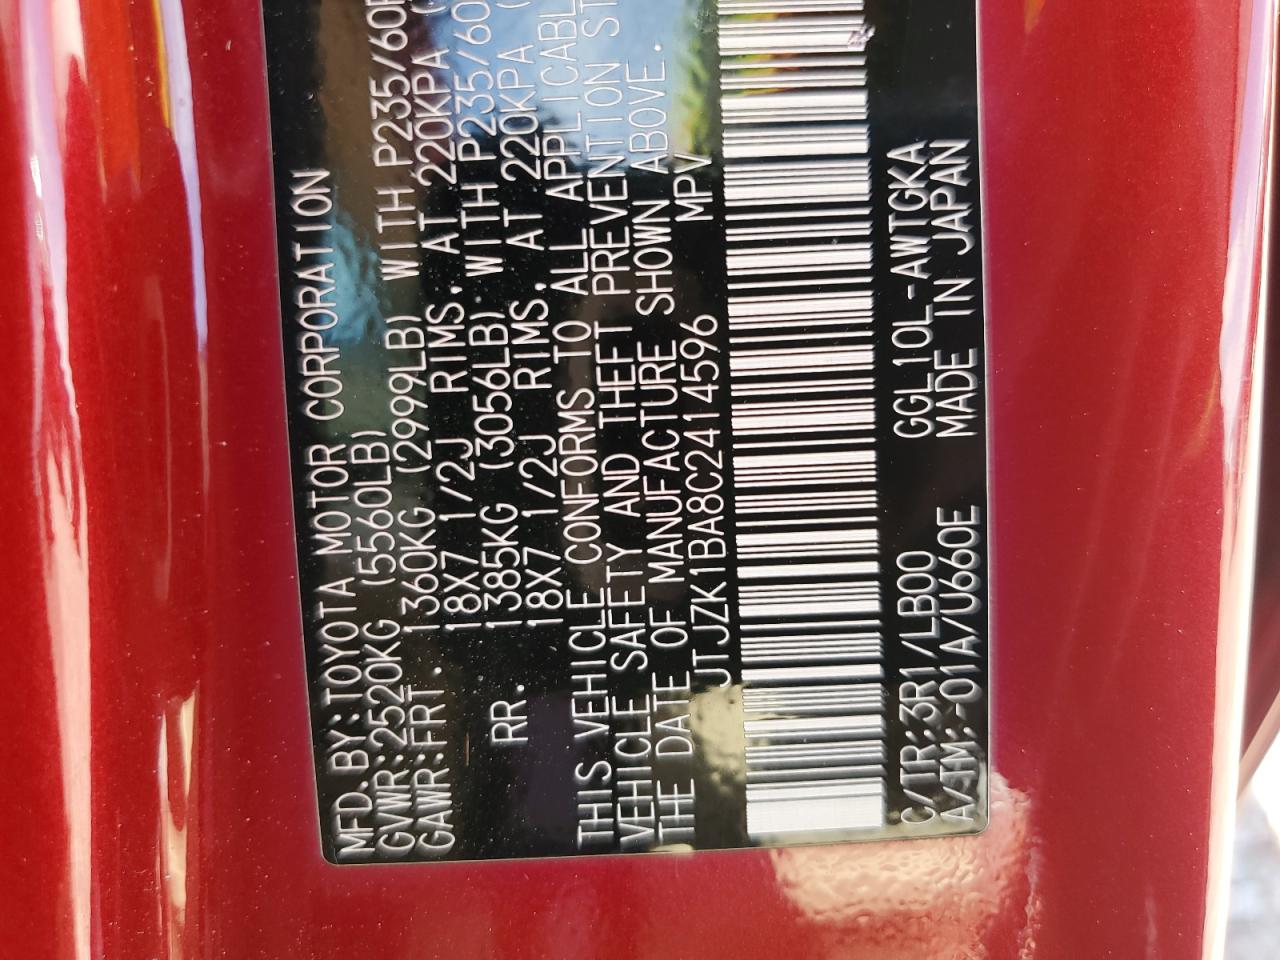 MFD.BY:TOYOTA MOTOR CORPORATION
GVWR:2520KG (5560LB)
GAWR:FRT. 1360KG (2999LB) WITH P235/60R
18X7 1/2J RIMS, AT 220KPA (
RR. 1385KG (3056LB) WITH P235/60
18X7 1/2J RIMS, AT 220KPA (
THIS VEHICLE CONFORMS TO ALL APPLICABL
VEHICLE SAFETY AND THEFT PREVENTION ST
THE DATE OF MANUFACTURE SHOWN ABOVE.
JTJZK1BA8C2414596 MPV
C/TR:3R1/LB00 GGL10L-AWTGKA
A/TM:-01A/U660E MADE IN JAPAN